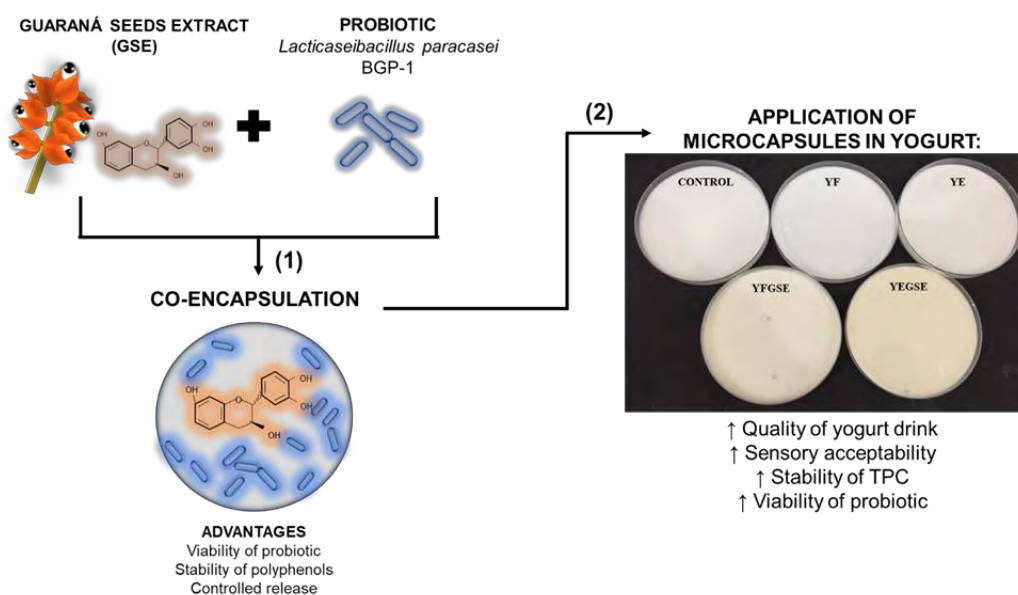 GUARANÁ SEEDS EXTRACT
(GSE)
PROBIOTIC
Lacticaseibacillus paracasei
BGP-1
OH
OH
O
OH
OH
(1)
CO-ENCAPSULATION
OH
OH
O
OH
OH
ADVANTAGES
Viability of probiotic
Stability of polyphenols
Controlled release
(2)
APPLICATION OF
MICROCAPSULES IN YOGURT:
CONTROL
YF
YE
YFGSE
YEGSE
↑ Quality of yogurt drink
↑ Sensory acceptability
↑ Stability of TPC
↑ Viability of probiotic